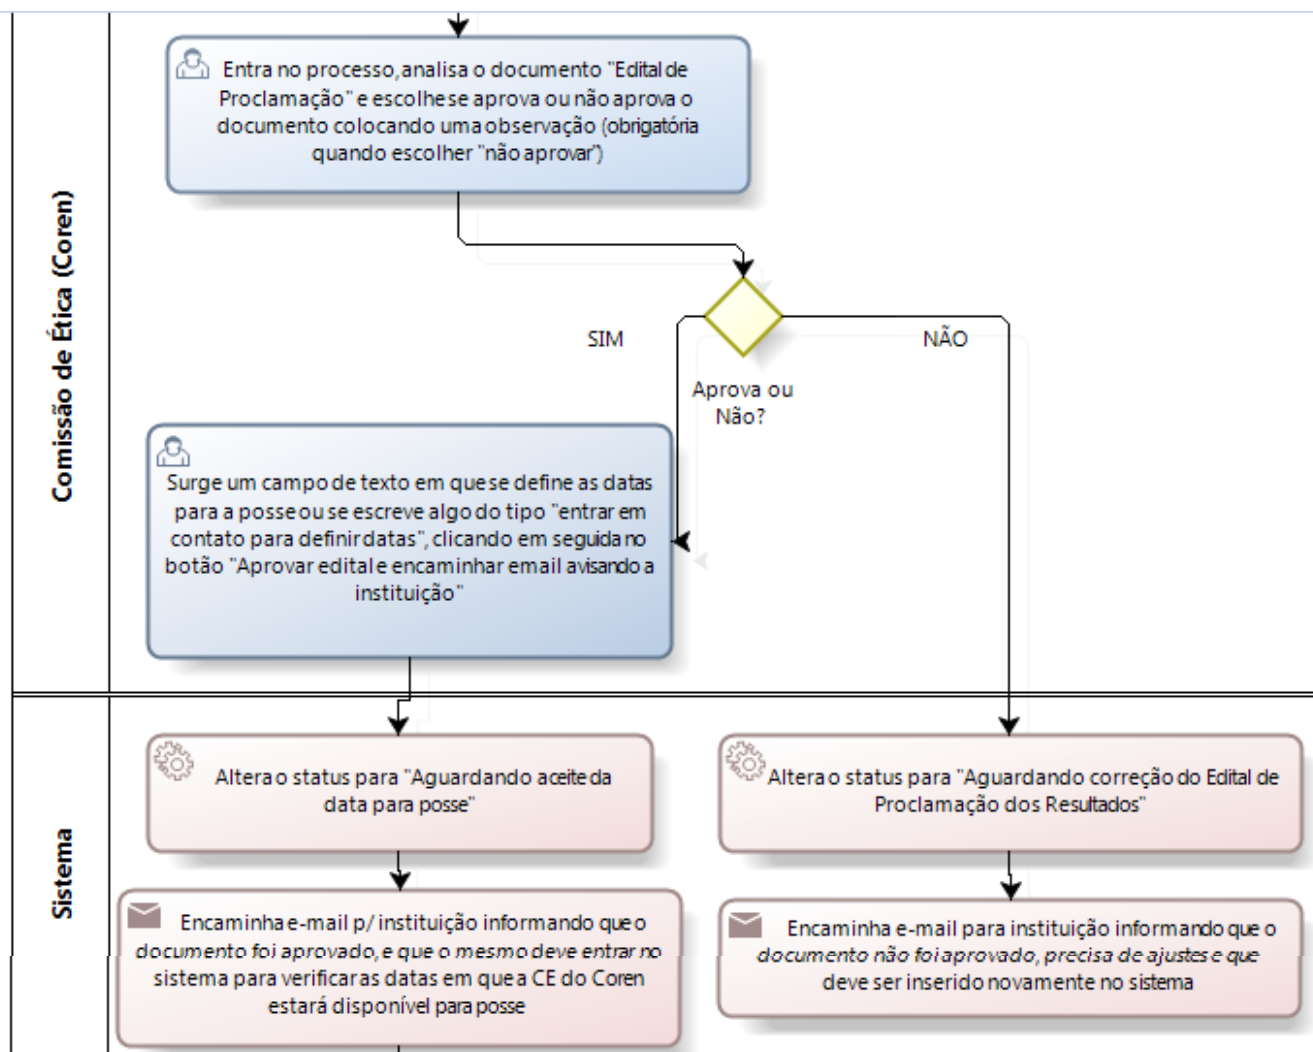 Comissão de Ética (Coren)
Entra no processo, analisa o documento "Edital de
Proclamação" e escolhe se aprova ou não aprova o
documento colocando uma observação (obrigatória
quando escolher "não aprovar")
SIM
NÃO
Aprova ou
Não?
Surge um campo de texto em que se define as datas
para a posse ou se escreve algo do tipo "entrar em
contato para definir datas", clicando em seguida no
botão "Aprovar edital e encaminhar email avisando a
instituição"
Sistema
Altera o status para "Aguardando aceite da
data para posse"
Altera o status para "Aguardando correção do Edital de
Proclamação dos Resultados"
Encaminha e-mail p/ instituição informando que o
documento foi aprovado, e que o mesmo deve entrar no
sistema para verificar as datas em que a CE do Coren
estará disponível para posse
Encaminha e-mail para instituição informando que o
documento não foi aprovado, precisa de ajustes e que
deve ser inserido novamente no sistema